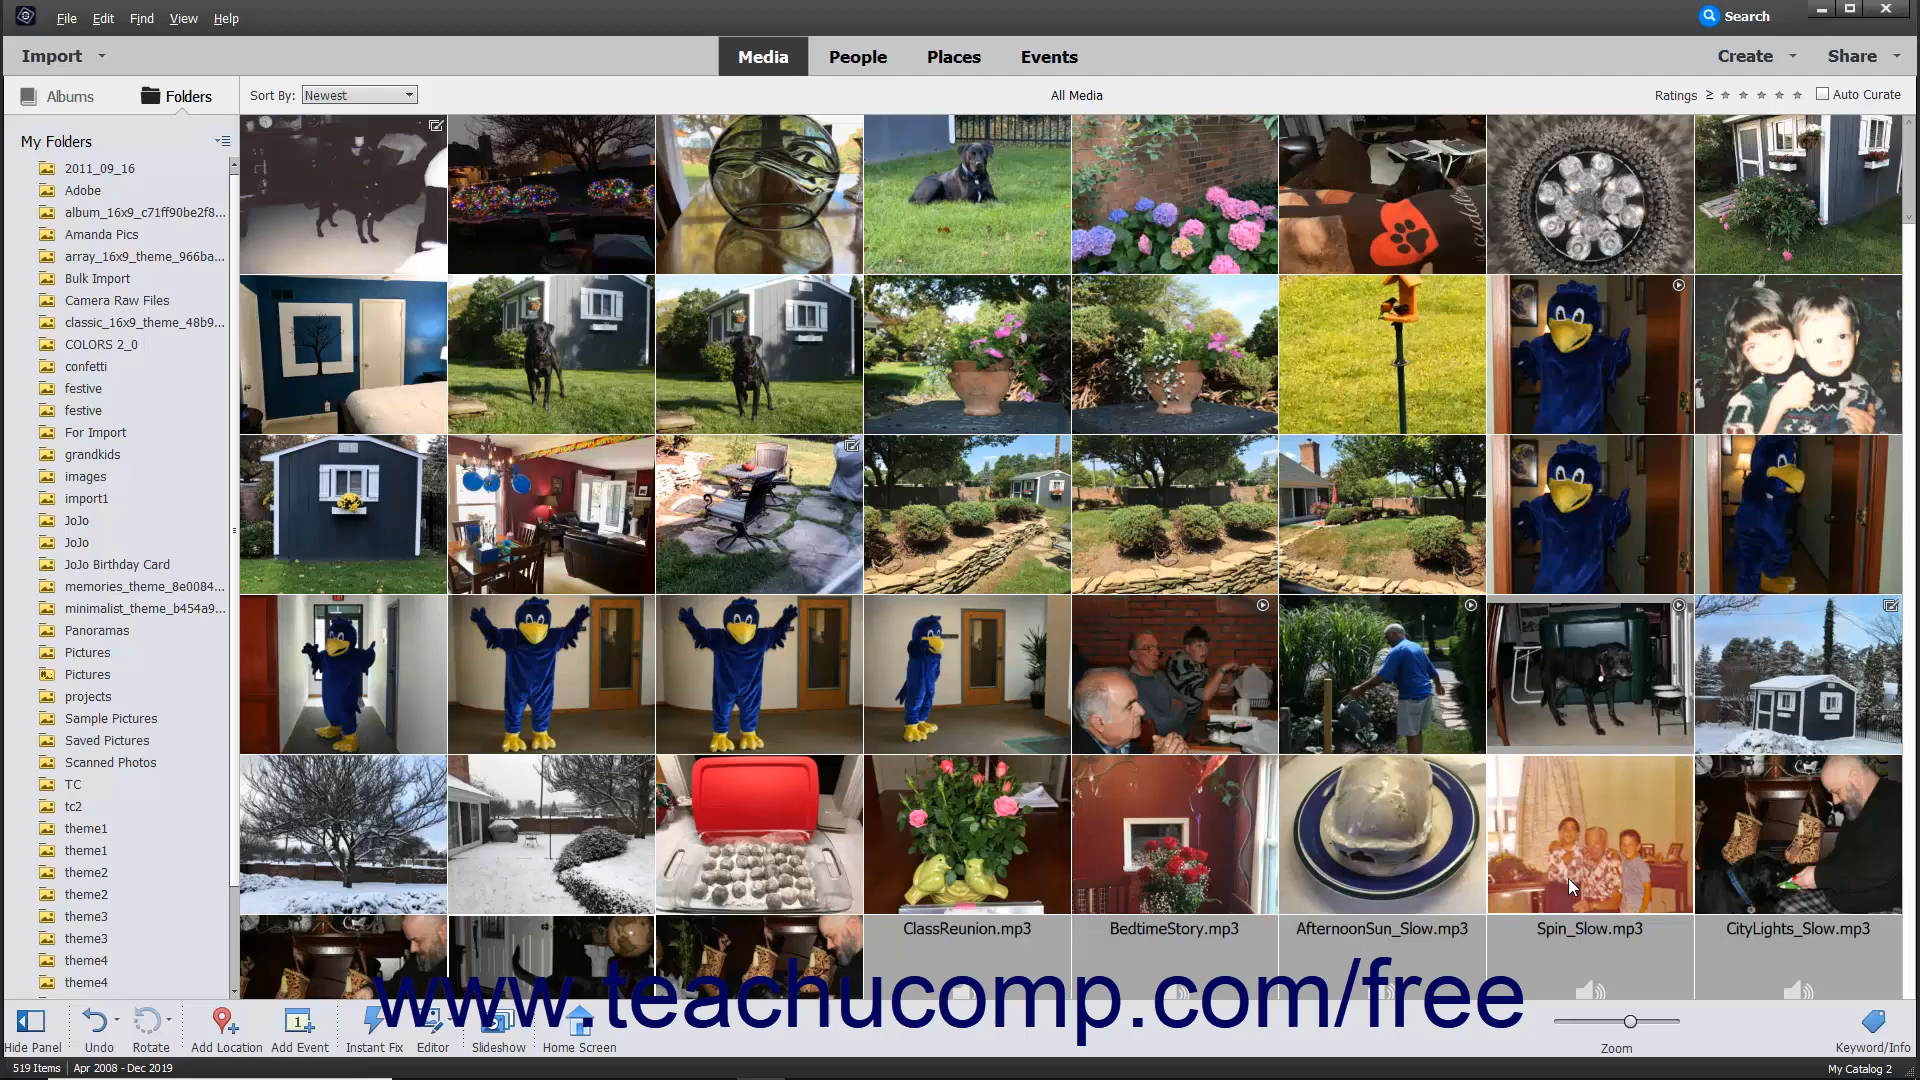 File Edit Find View Help
Search
Import
Media People Places Events
Create Share
Albums Folders
Sort By: Newest
All Media
Ratings ≥
Auto Curate
My Folders
2011_09_16
Adobe
album_16x9_c71ff90be2f8...
Amanda Pics
array_16x9_theme_966ba...
Bulk Import
Camera Raw Files
classic_16x9_theme_48b9...
COLORS 2_0
confetti
festive
festive
For Import
grandkids
images
import1
JoJo
JoJo
JoJo Birthday Card
memories_theme_8e0084...
minimalist_theme_b454a9...
Panoramas
Pictures
Pictures
projects
Sample Pictures
Saved Pictures
Scanned Photos
TC
tc2
theme1
theme1
theme2
theme2
theme3
theme3
theme4
theme4
cuddly
ClassReunion.mp3
BedtimeStory.mp3
AfternoonSun_Slow.mp3
Spin_Slow.mp3
CityLights_Slow.mp3
www.teachucomp.com/free
Hide Panel
Undo
Rotate
Add Location
Add Event
Instant Fix
Editor
Slideshow
Home Screen
Zoom
Keyword/Info
519 Items Apr 2008 - Dec 2019
My Catalog 2